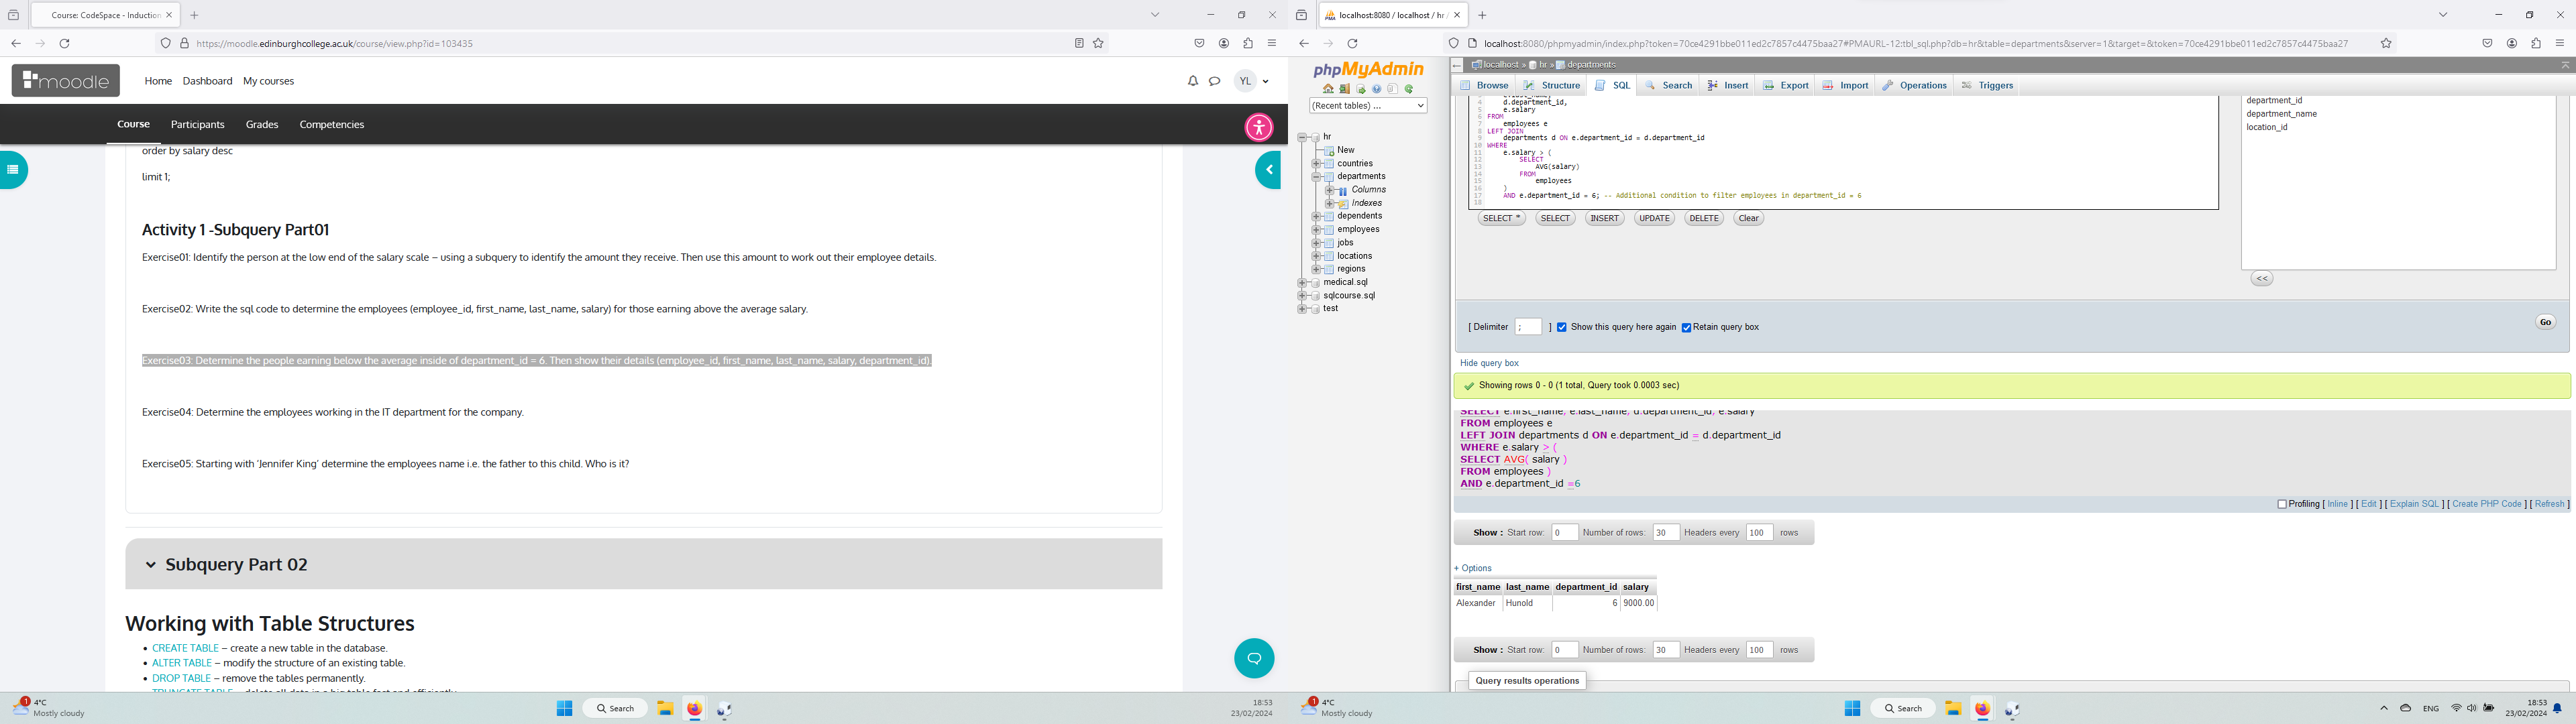 Course: CodeSpace - Induction
https://moodle.edinburghcollege.ac.uk/course/view.php?id=103435
moodle
Home Dashboard My courses
YL
Course Participants Grades Competencies
order by salary desc
limit 1;
Activity 1 -Subquery Part01
Exercise01: Identify the person at the low end of the salary scale – using a subquery to identify the amount they receive. Then use this amount to work out their employee details.
Exercise02: Write the sql code to determine the employees (employee_id, first_name, last_name, salary) for those earning above the average salary.
Exercise03: Determine the people earning below the average inside of department_id = 6. Then show their details (employee_id, first_name, last_name, salary, department_id).
Exercise04: Determine the employees working in the IT department for the company.
Exercise05: Starting with ‘Jennifer King’ determine the employees name i.e. the father to this child. Who is it?
Subquery Part 02
Working with Table Structures
CREATE TABLE – create a new table in the database.
ALTER TABLE – modify the structure of an existing table.
DROP TABLE – remove the tables permanently.
1
4°C
Mostly cloudy
Search
18:53
23/02/2024
localhost:8080 / localhost / hr /
localhost:8080/phpmyadmin/index.php?token=70ce4291bbe011ed2c7857c4475baa27#PMAURL-12:tbl_sql.php?db=hr&table=departments&server=1&target=&token=70ce4291bbe011ed2c7857c4475baa27
phpMyAdmin
(Recent tables) ...
hr
New
countries
departments
Columns
Indexes
dependents
employees
jobs
locations
regions
medical.sql
sqlcourse.sql
test
localhost » hr » departments
Browse Structure SQL Search Insert Export Import Operations Triggers
4 d.department_id,
5 e.salary
6 FROM
7 employees e
8 LEFT JOIN
9 departments d ON e.department_id = d.department_id
10 WHERE
11 e.salary > (
12 SELECT
13 AVG(salary)
14 FROM
15 employees
16 )
17 AND e.department_id = 6; -- Additional condition to filter employees in department_id = 6
18
department_id
department_name
location_id
SELECT * SELECT INSERT UPDATE DELETE Clear
<<
[ Delimiter ; ] Show this query here again Retain query box
Go
Hide query box
Showing rows 0 - 0 (1 total, Query took 0.0003 sec)
SELECT e.first_name, e.last_name, d.department_id, e.salary
FROM employees e
LEFT JOIN departments d ON e.department_id = d.department_id
WHERE e.salary > (
SELECT AVG( salary )
FROM employees )
AND e.department_id =6
Profiling [ Inline ] [ Edit ] [ Explain SQL ] [ Create PHP Code ] [ Refresh ]
Show : Start row: 0 Number of rows: 30 Headers every 100 rows
+ Options
first_name last_name department_id salary
Alexander Hunold 6 9000.00
Show : Start row: 0 Number of rows: 30 Headers every 100 rows
Query results operations
1
4°C
Mostly cloudy
Search
ENG
18:53
23/02/2024